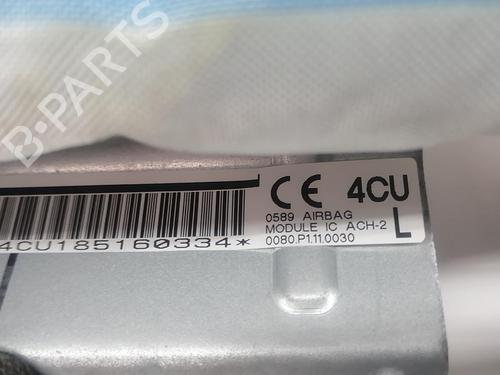 B-PARTS
CE 4CU
0589 AIRBAG
MODULE IC ACH-2
0080.P1.11.0030
L
4CU185160334*